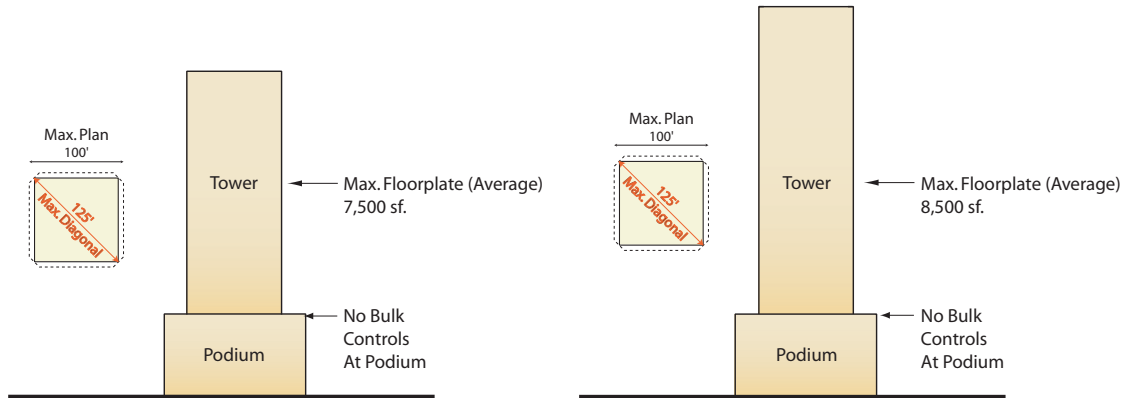 Max. Plan
100'
125'
Max. Diagonal
Tower
Max. Floorplate (Average)
7,500 sf.
No Bulk
Controls
At Podium
Podium
Max. Plan
100'
125'
Max. Diagonal
Tower
Max. Floorplate (Average)
8,500 sf.
No Bulk
Controls
At Podium
Podium